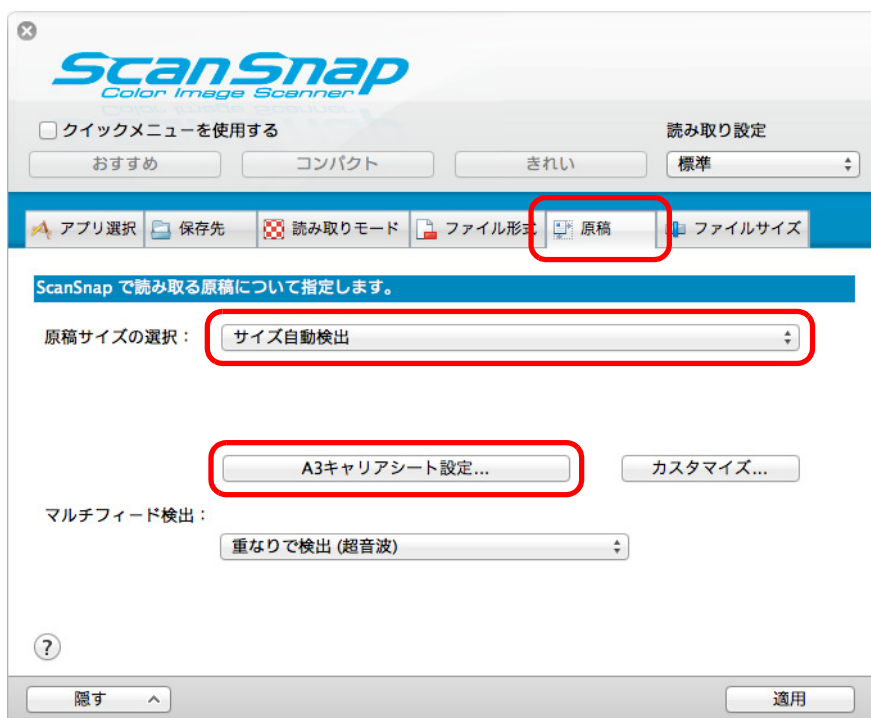 ScanSnap
Color Image Scanner
クイックメニューを使用する
読み取り設定
おすすめ コンパクト きれい 標準
アプリ選択 保存先 読み取りモード ファイル形式 原稿 ファイルサイズ
ScanSnap で読み取る原稿について指定します。
原稿サイズの選択： サイズ自動検出
A3キャリアシート設定... カスタマイズ...
マルチフィード検出：
重なりで検出 (超音波)
?
隠す 適用